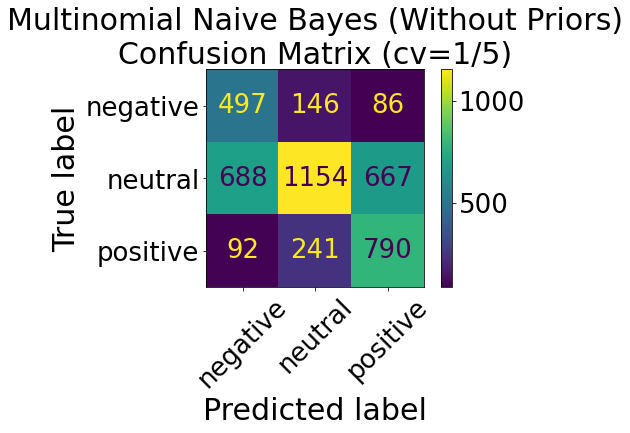 Multinomial Naive Bayes (Without Priors)
Confusion Matrix (cv=1/5)
True label
negative 497 146 86
neutral 688 1154 667
positive 92 241 790
1000
500
negative neutral positive
Predicted label